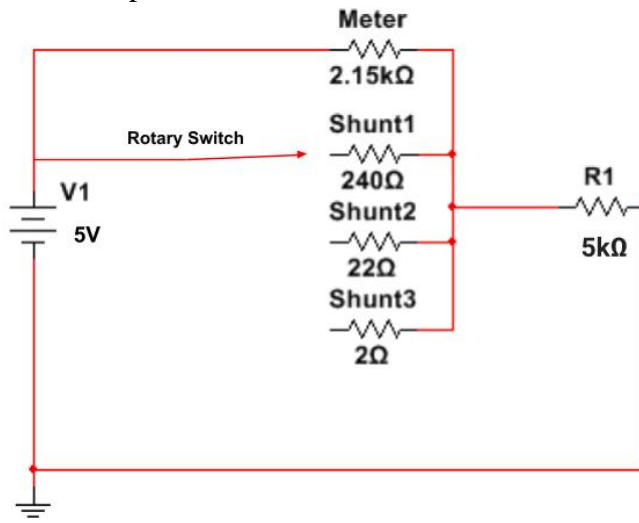 Meter
2.15kΩ
Rotary Switch
Shunt1
240Ω
V1
5V
Shunt2
22Ω
R1
5kΩ
Shunt3
2Ω